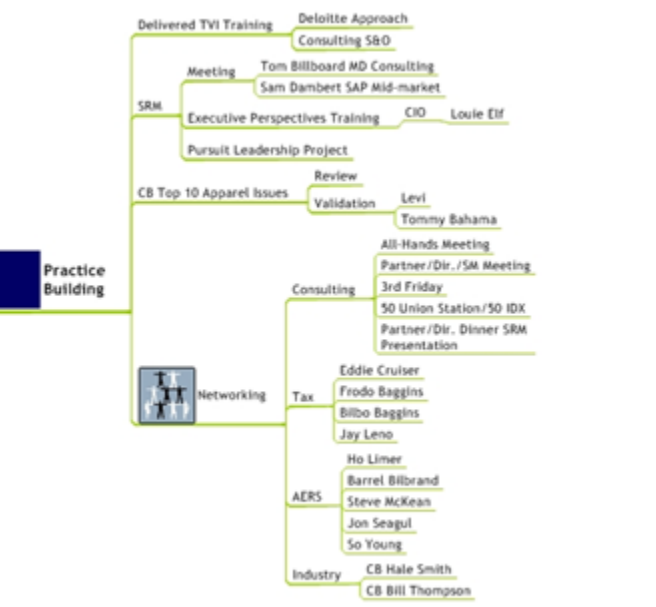 Delivered TVI Training
Deloitte Approach
Consulting S&O
SRM
Meeting
Tom Billboard MD Consulting
Sam Dambert SAP Mid-market
Executive Perspectives Training
CIO
Louie Elf
Pursuit Leadership Project
CB Top 10 Apparel Issues
Review
Validation
Levi
Tommy Bahama
Practice
Building
Networking
Consulting
All-Hands Meeting
Partner/Dir./SM Meeting
3rd Friday
50 Union Station/50 IDX
Partner/Dir. Dinner SRM
Presentation
Tax
Eddie Cruiser
Frodo Baggins
Bilbo Baggins
Jay Leno
AERS
Ho Limer
Barrel Bilbrand
Steve McKean
Jon Seagul
So Young
Industry
CB Hale Smith
CB Bill Thompson